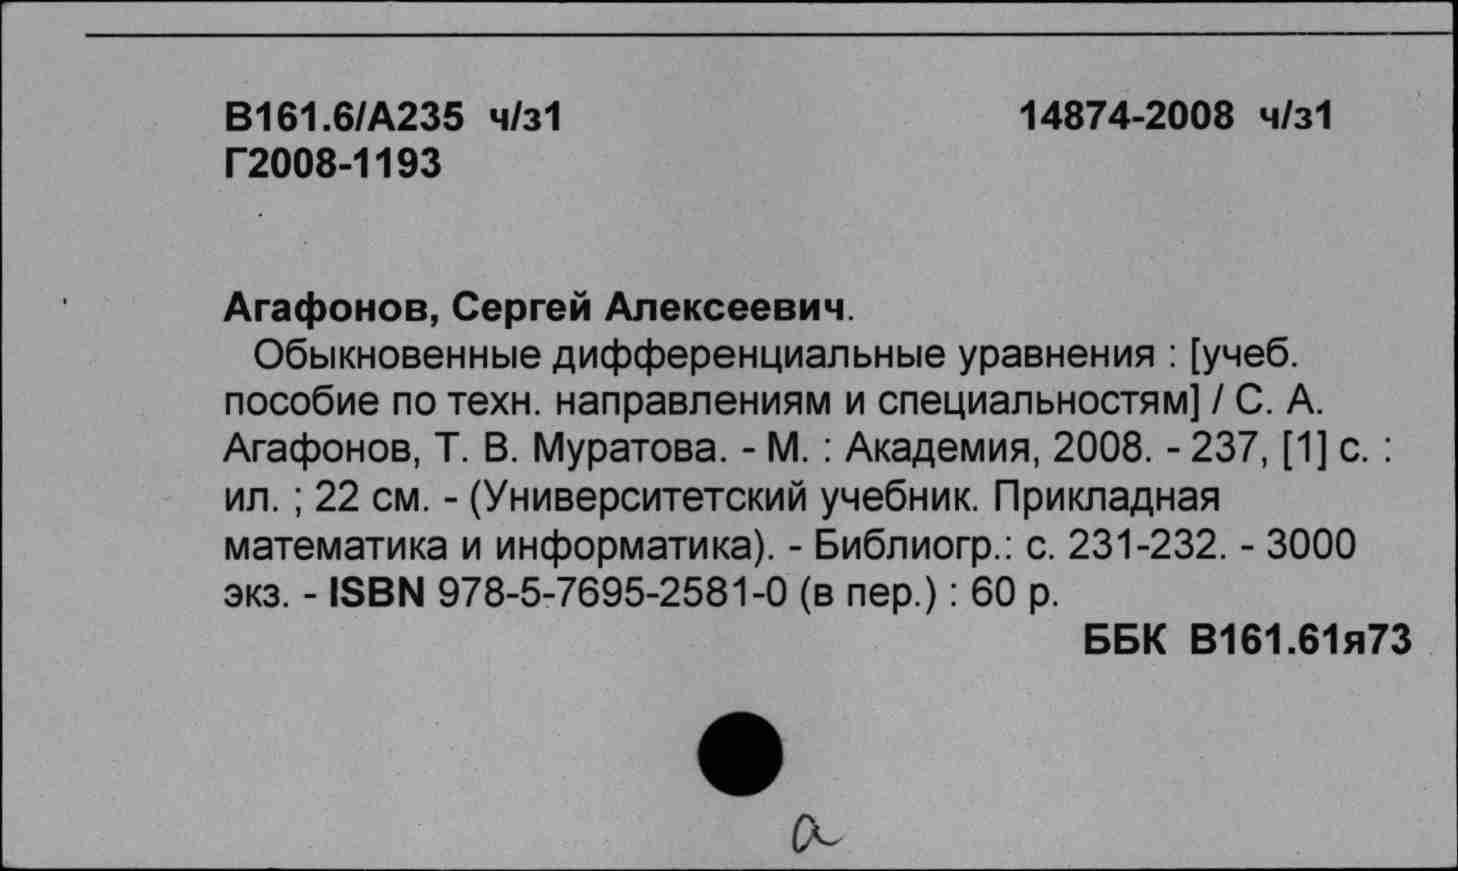 В161.6/А235 ч/з1 14874-2008 ч/з1
Г2008-1193
Агафонов, Сергей Алексеевич.
Обыкновенные дифференциальные уравнения : [учеб.
пособие по техн. направлениям и специальностям] / С. А.
Агафонов, Т. В. Муратова. - М. : Академия, 2008. - 237, [1] с. :
ил. ; 22 см. - (Университетский учебник. Прикладная
математика и информатика). - Библиогр.: с. 231-232. - 3000
экз. - ISBN 978-5-7695-2581-0 (в пер.) : 60 р.
ББК В161.61я73
а